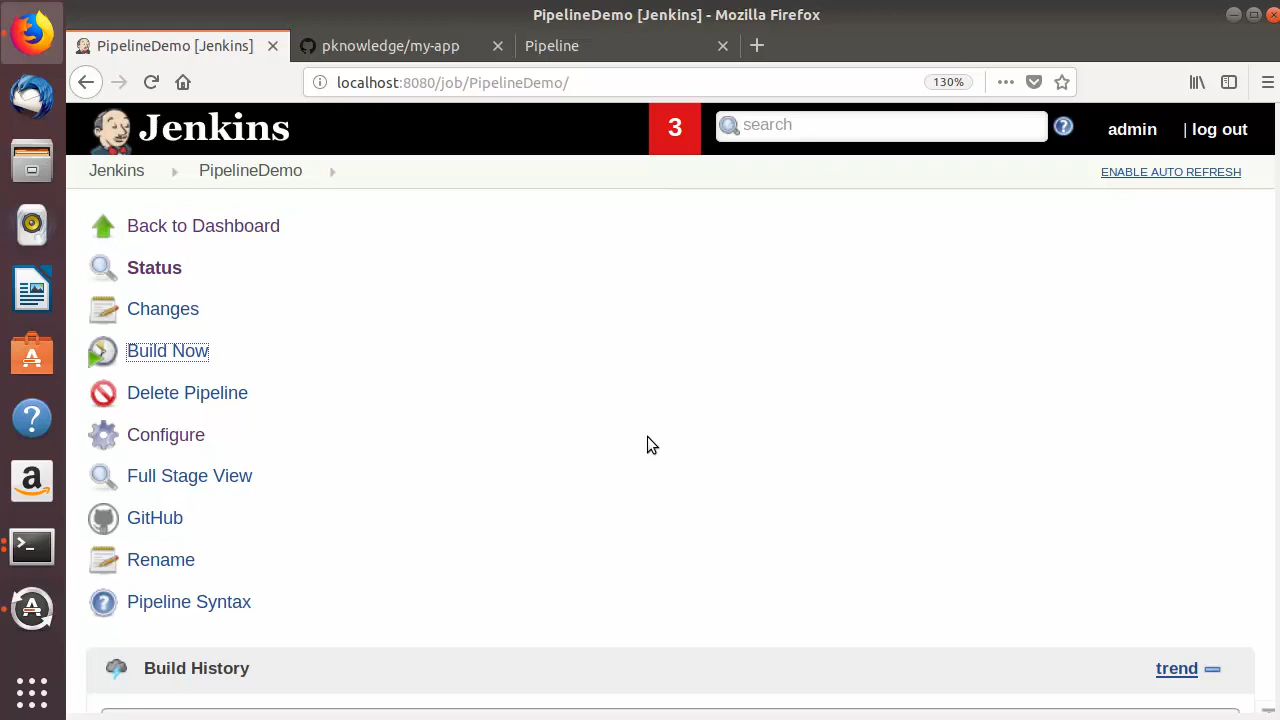 PipelineDemo [Jenkins] - Mozilla Firefox
PipelineDemo [Jenkins]
pknowledge/my-app
Pipeline
localhost:8080/job/PipelineDemo/
130%
Jenkins
3
search
admin
| log out
Jenkins
PipelineDemo
ENABLE AUTO REFRESH
Back to Dashboard
Status
Changes
Build Now
Delete Pipeline
Configure
Full Stage View
GitHub
Rename
Pipeline Syntax
Build History
trend